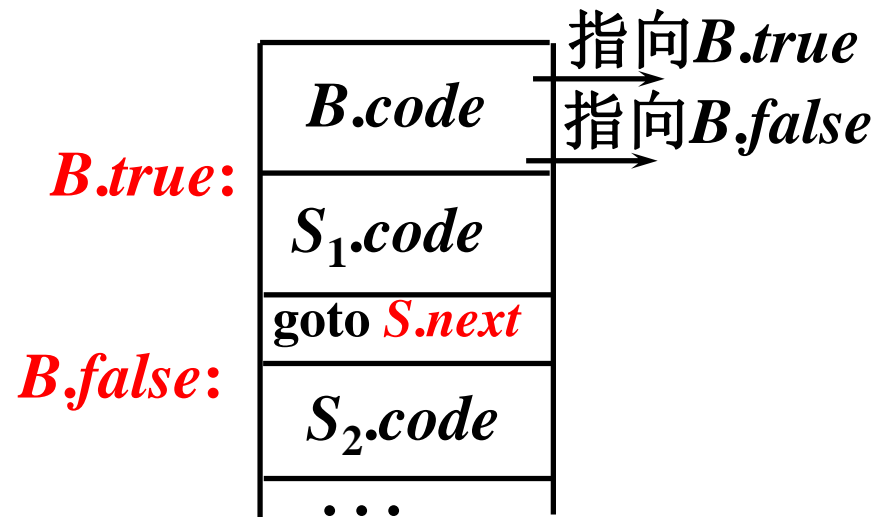 指向B.true
B.code
指向B.false
B.true:
S₁.code
goto S.next
B.false:
S₂.code
...